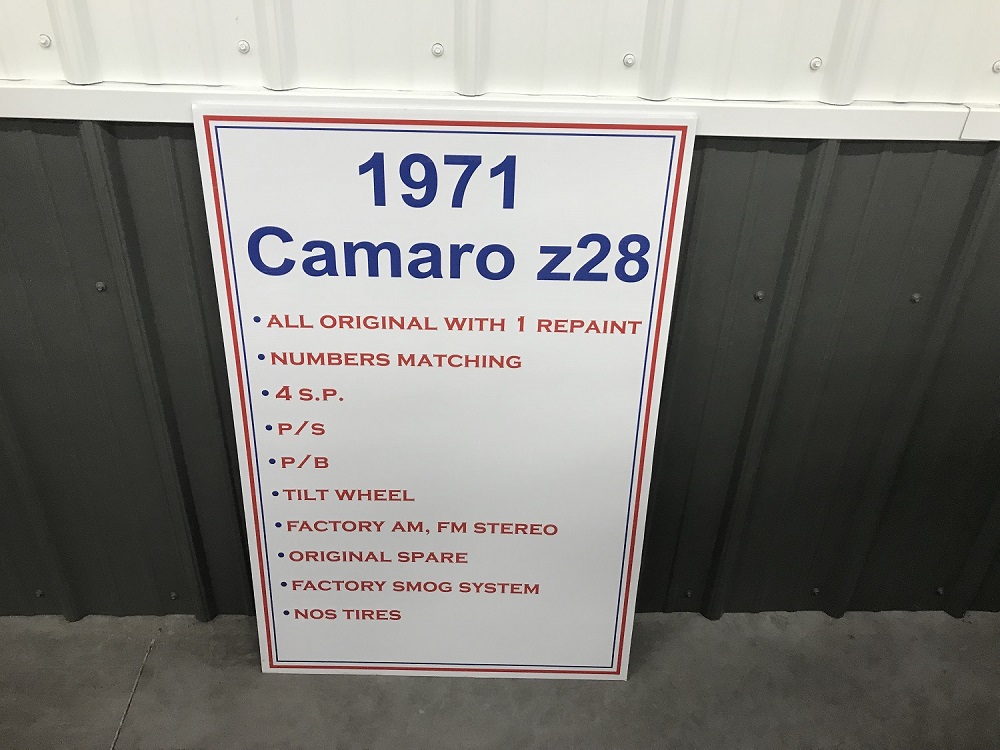 1971
Camaro z28
• ALL ORIGINAL WITH 1 REPAINT
• NUMBERS MATCHING
• 4 S.P.
• P/S
• P/B
• TILT WHEEL
• FACTORY AM, FM STEREO
• ORIGINAL SPARE
• FACTORY SMOG SYSTEM
• NOS TIRES